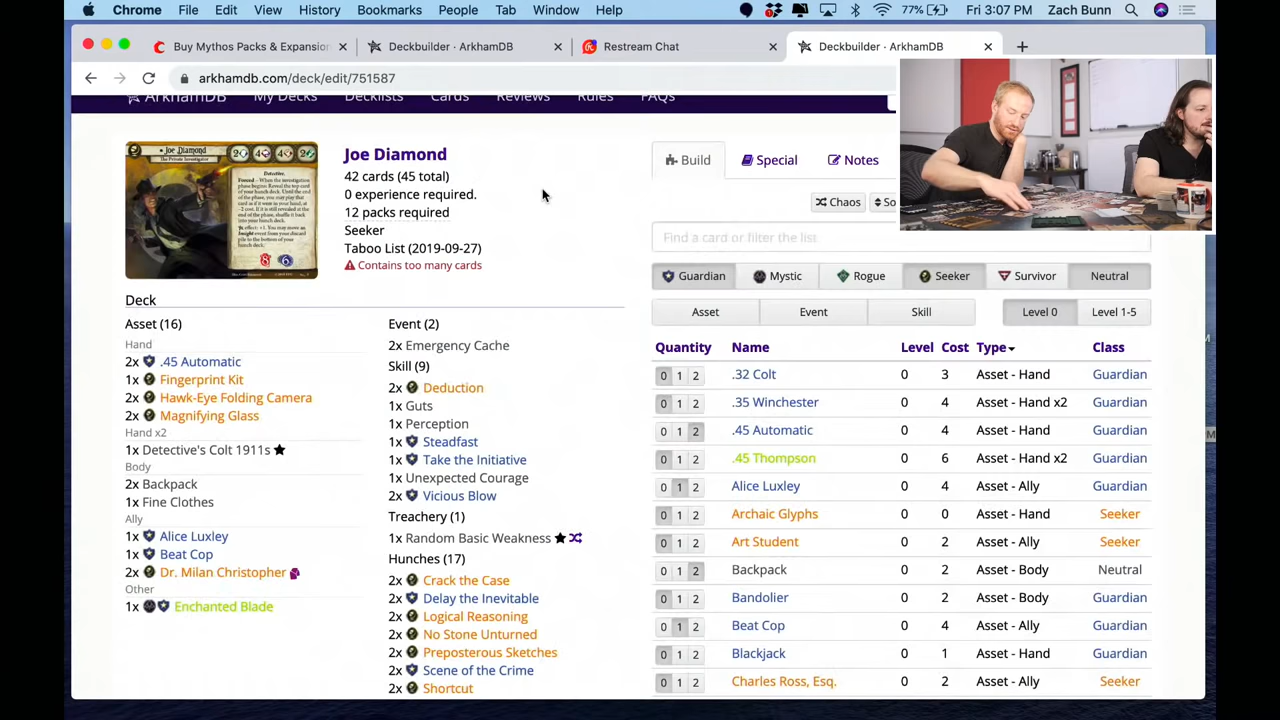 Chrome File Edit View History Bookmarks People Tab Window Help 77% Fri 3:07 PM Zach Bunn
Buy Mythos Packs & Expansion Deckbuilder · ArkhamDB Restream Chat Deckbuilder · ArkhamDB
arkhamdb.com/deck/edit/751587
ArkhamDB My Decks Decklists Cards Reviews Rules FAQs
Joe Diamond
The Private Investigator
Joe Diamond
42 cards (45 total)
0 experience required.
12 packs required
Seeker
Taboo List (2019-09-27)
Contains too many cards
Build Special Notes
Chaos So
Find a card or filter the list
Guardian Mystic Rogue Seeker Survivor Neutral
Asset Event Skill Level 0 Level 1-5
Deck
Asset (16)
Hand
2x .45 Automatic
1x Fingerprint Kit
2x Hawk-Eye Folding Camera
2x Magnifying Glass
Hand x2
1x Detective's Colt 1911s
Body
2x Backpack
1x Fine Clothes
Ally
1x Alice Luxley
1x Beat Cop
2x Dr. Milan Christopher
Other
1x Enchanted Blade
Event (2)
2x Emergency Cache
Skill (9)
2x Deduction
1x Guts
1x Perception
1x Steadfast
1x Take the Initiative
1x Unexpected Courage
2x Vicious Blow
Treachery (1)
1x Random Basic Weakness
Hunches (17)
2x Crack the Case
2x Delay the Inevitable
2x Logical Reasoning
2x No Stone Unturned
2x Preposterous Sketches
2x Scene of the Crime
2x Shortcut
Quantity Name Level Cost Type Class
0 1 2 .32 Colt 0 3 Asset - Hand Guardian
0 1 2 .35 Winchester 0 4 Asset - Hand x2 Guardian
0 1 2 .45 Automatic 0 4 Asset - Hand Guardian
0 1 2 .45 Thompson 0 6 Asset - Hand x2 Guardian
0 1 2 Alice Luxley 0 4 Asset - Ally Guardian
0 1 2 Archaic Glyphs 0 0 Asset - Hand Seeker
0 1 2 Art Student 0 2 Asset - Ally Seeker
0 1 2 Backpack 0 2 Asset - Body Neutral
0 1 2 Bandolier 0 2 Asset - Body Guardian
0 1 2 Beat Cop 0 4 Asset - Ally Guardian
0 1 2 Blackjack 0 1 Asset - Hand Guardian
0 1 2 Charles Ross, Esq. 0 2 Asset - Ally Seeker